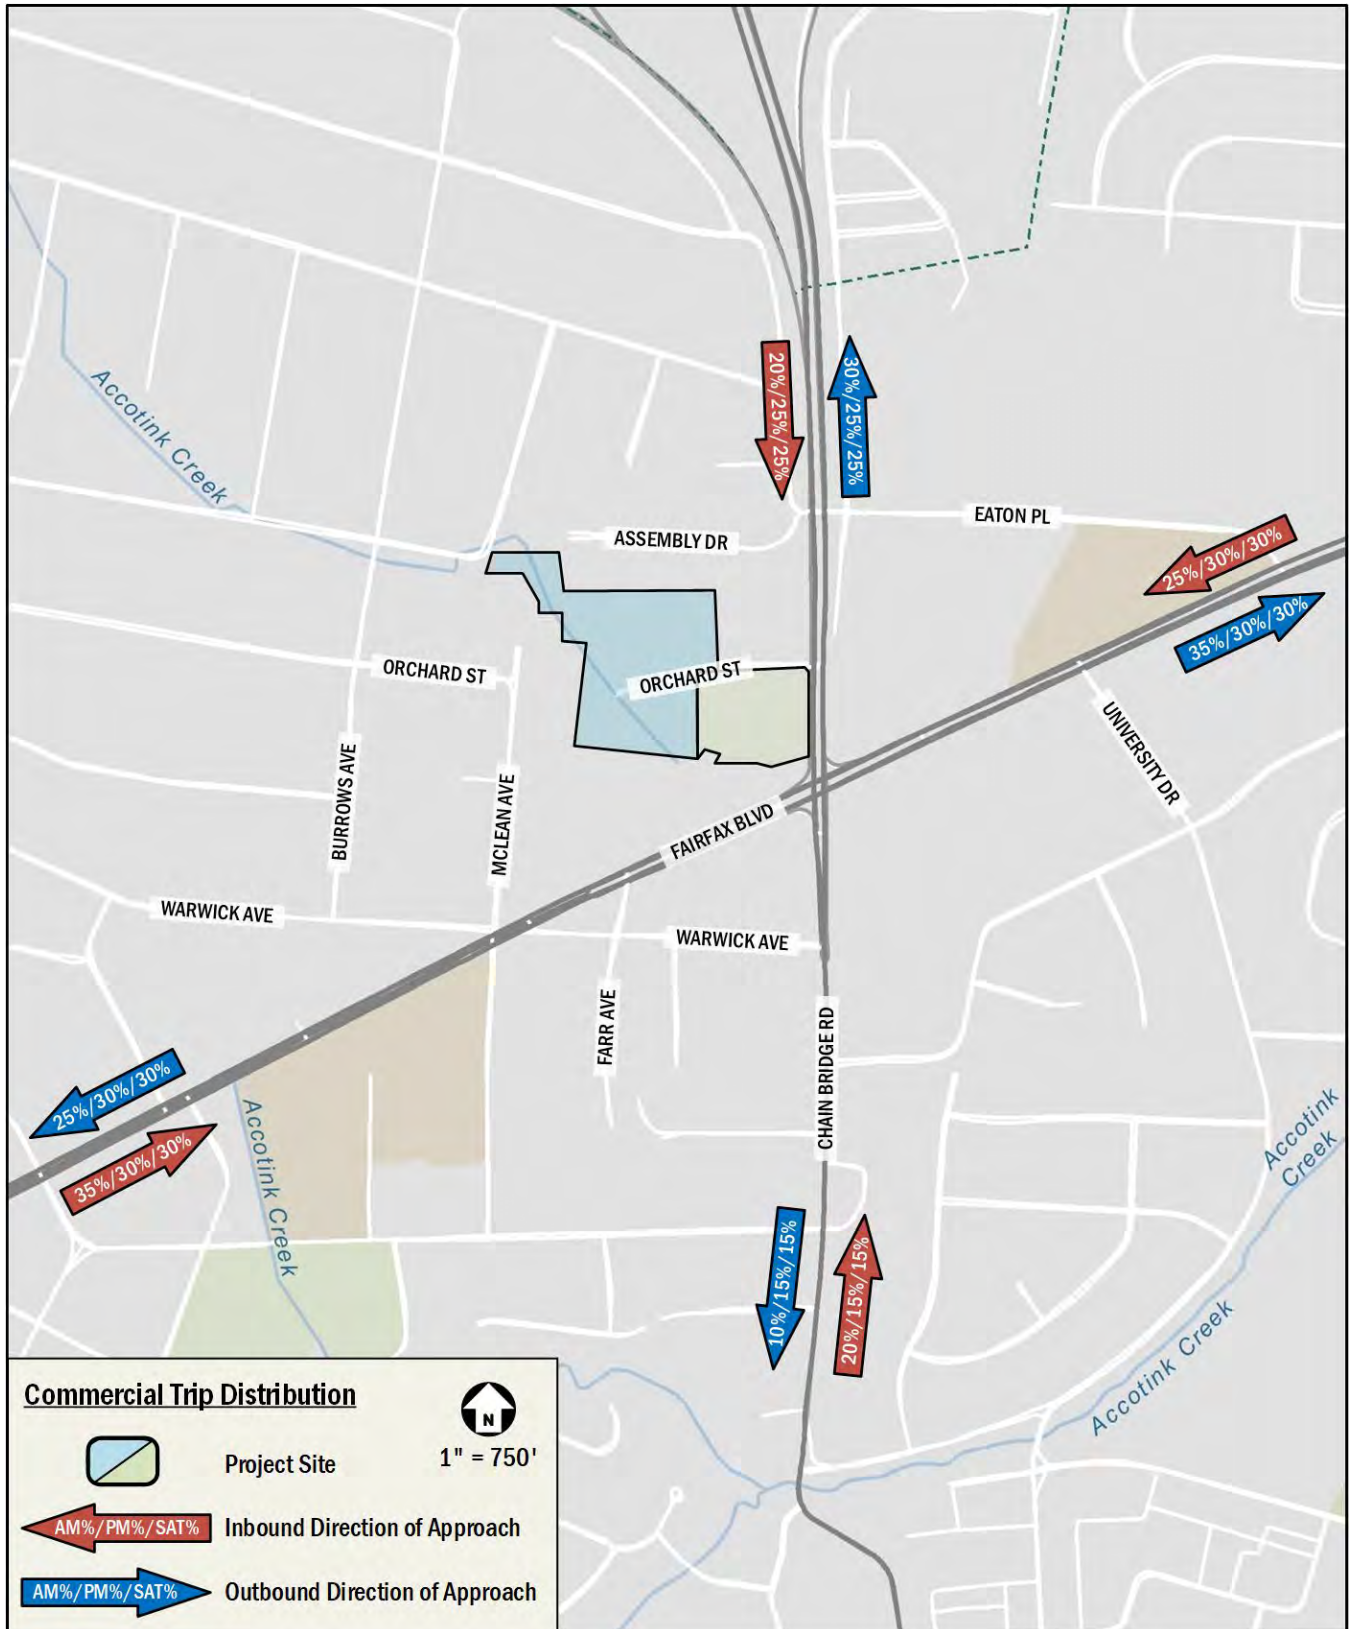 20%/25%/25%
30%/25%/25%
Accotink Creek
EATON PL
ASSEMBLY DR
25%/30%/30%
35%/30%/30%
ORCHARD ST
ORCHARD ST
UNIVERSITY DR
BURROWS AVE
MCLEAN AVE
FAIRFAX BLVD
WARWICK AVE
WARWICK AVE
FARR AVE
CHAIN BRIDGE RD
25%/30%/30%
35%/30%/30%
Accotink Creek
Accotink
Creek
10%/15%/15%
20%/15%/15%
Accotink Creek
Commercial Trip Distribution
N
1" = 750'
Project Site
AM%/PM%/SAT%
Inbound Direction of Approach
AM%/PM%/SAT%
Outbound Direction of Approach